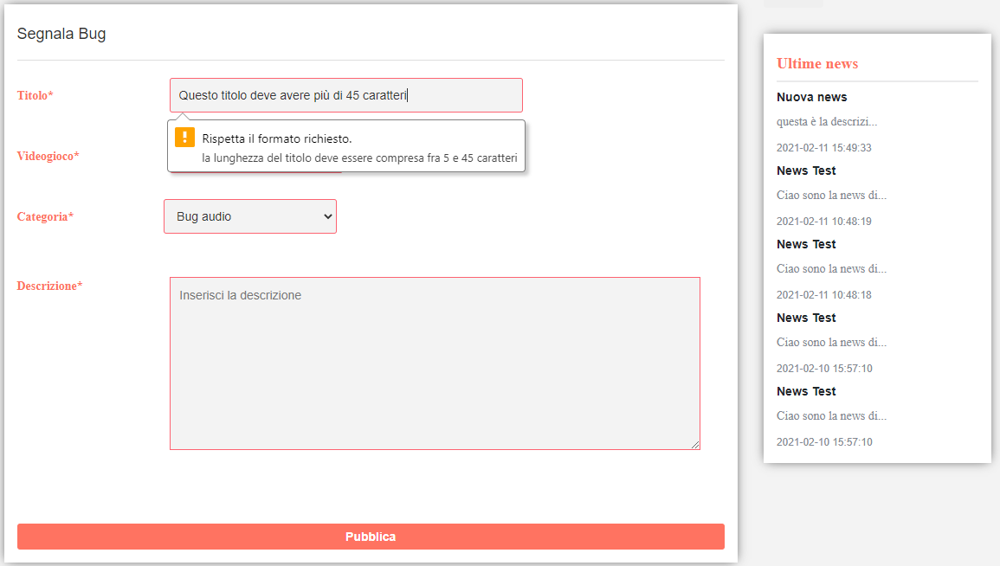 Segnala Bug
Titolo*
Questo titolo deve avere più di 45 caratteri
Rispetta il formato richiesto.
la lunghezza del titolo deve essere compresa fra 5 e 45 caratteri
Videogioco*
Categoria*
Bug audio
Descrizione*
Inserisci la descrizione
Pubblica
Ultime news
Nuova news
questa è la descrizi...
2021-02-11 15:49:33
News Test
Ciao sono la news di...
2021-02-11 10:48:19
News Test
Ciao sono la news di...
2021-02-11 10:48:18
News Test
Ciao sono la news di...
2021-02-10 15:57:10
News Test
Ciao sono la news di...
2021-02-10 15:57:10